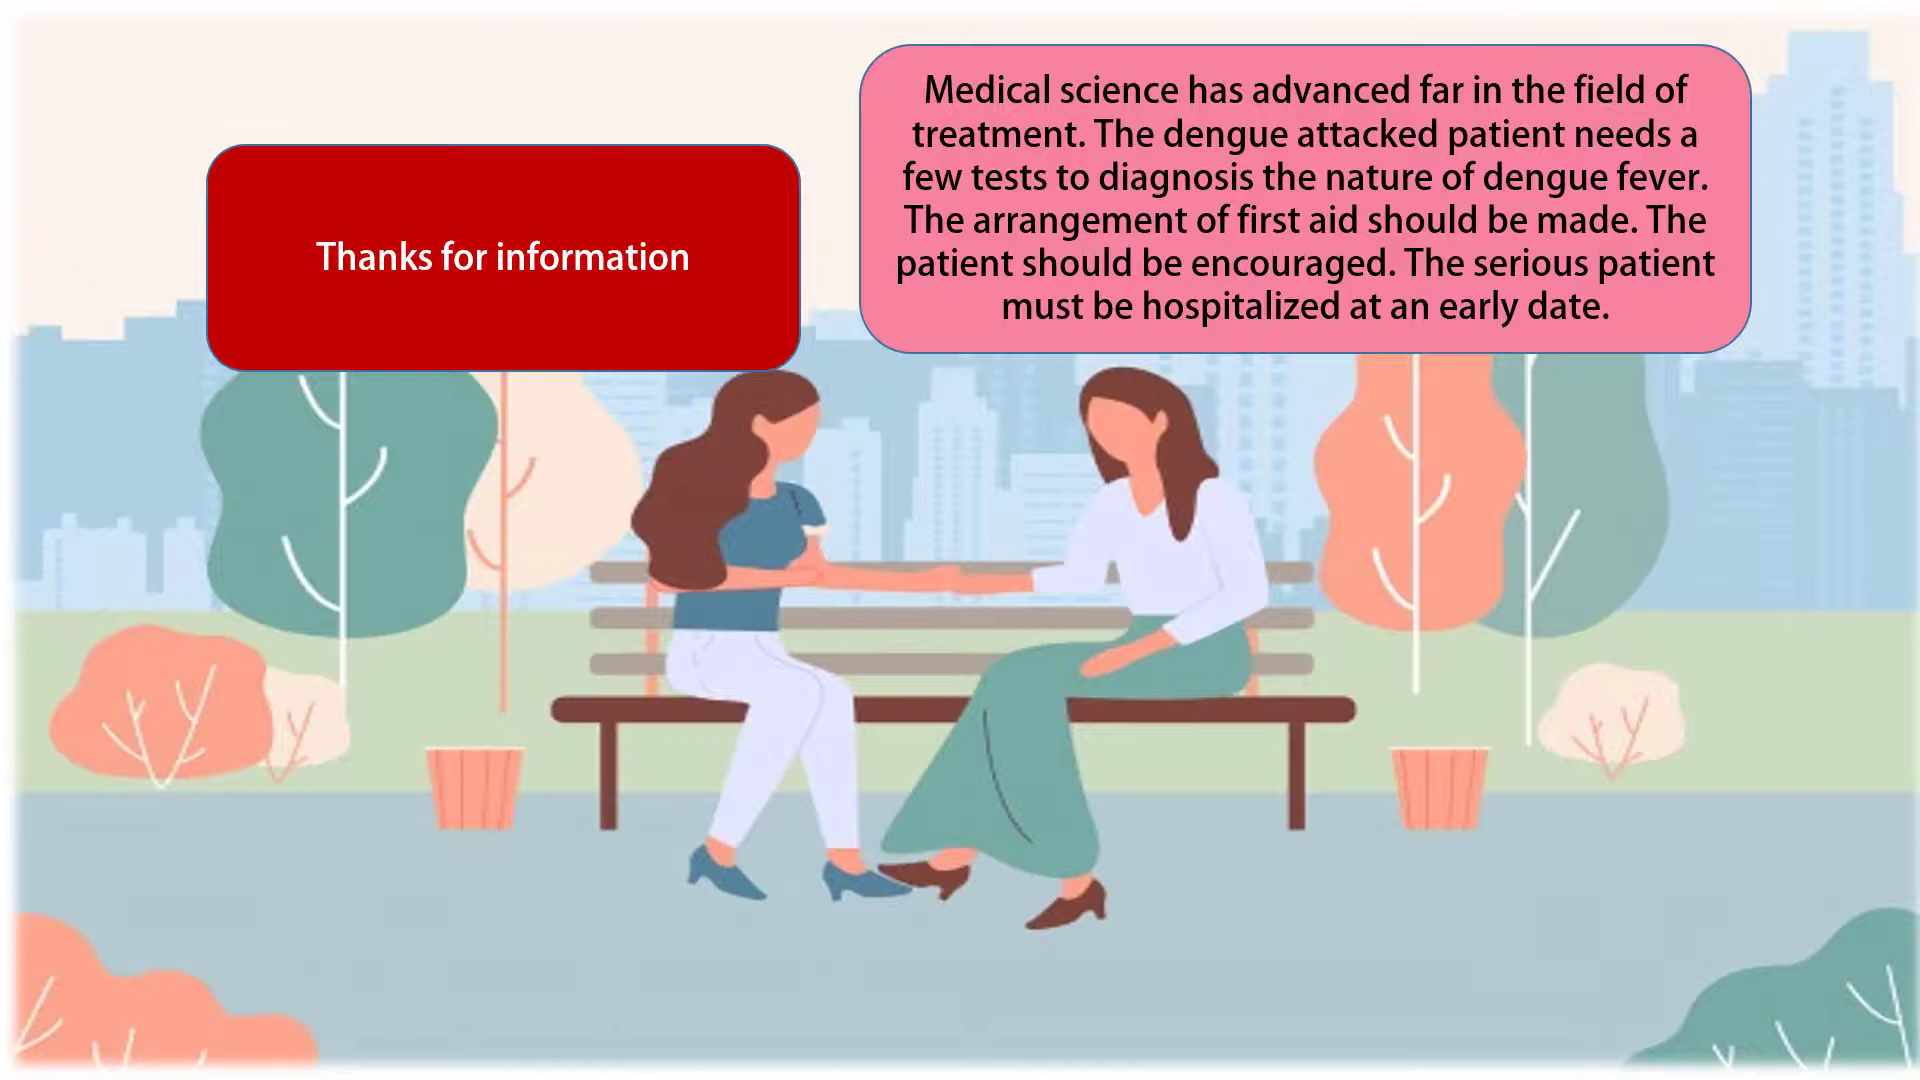 Medical science has advanced far in the field of
treatment. The dengue attacked patient needs a
few tests to diagnosis the nature of dengue fever.
The arrangement of first aid should be made. The
patient should be encouraged. The serious patient
must be hospitalized at an early date.
Thanks for information